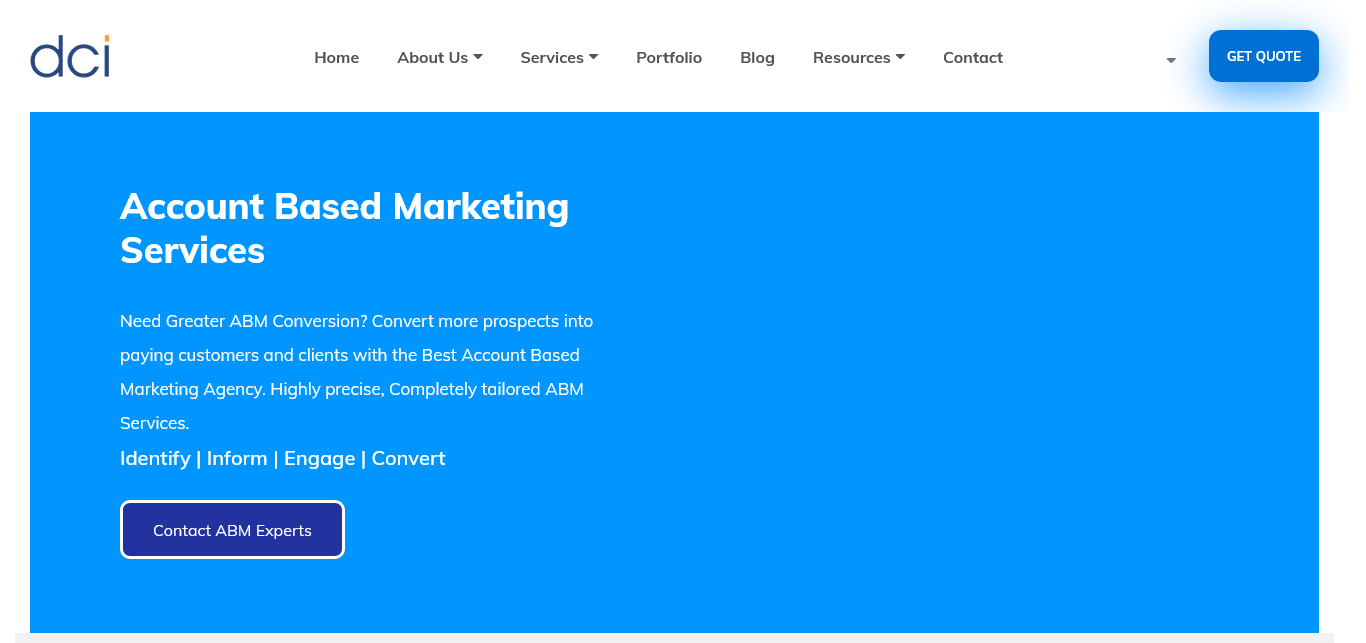 dci
Home
About Us
Services
Portfolio
Blog
Resources
Contact
GET QUOTE
Account Based Marketing
Services
Need Greater ABM Conversion? Convert more prospects into
paying customers and clients with the Best Account Based
Marketing Agency. Highly precise, Completely tailored ABM
Services.
Identify | Inform | Engage | Convert
Contact ABM Experts